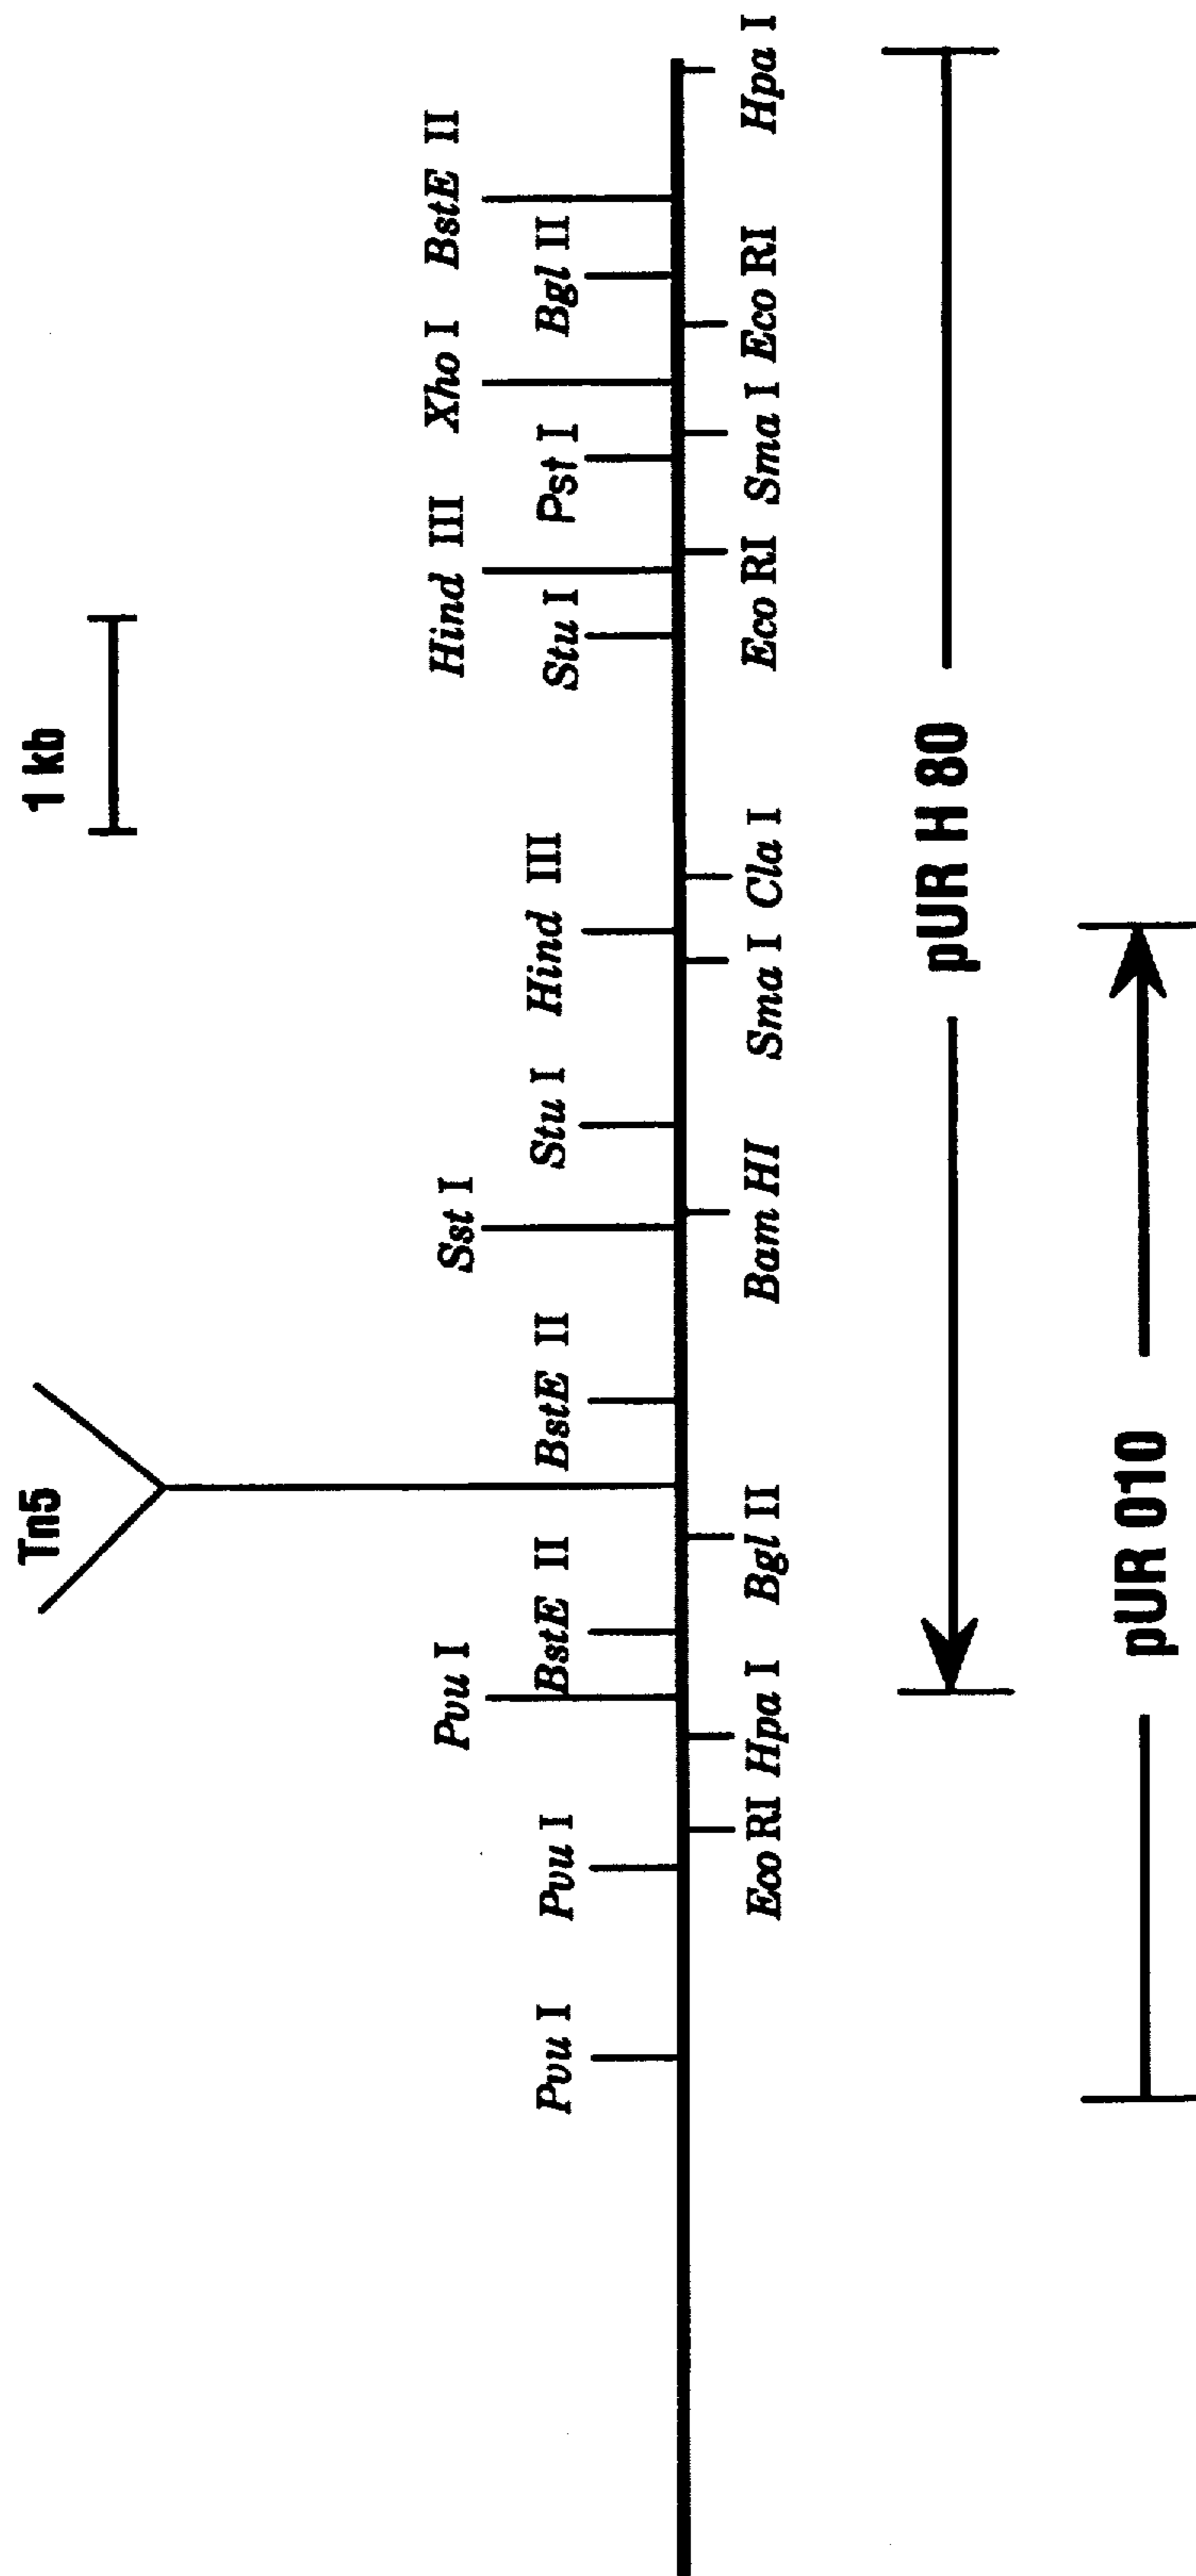 Tn5
1 kb
Pvu I
Hind III
Xho I
BstE II
Sst I
Pvu I
Pvu I
BstE II
BstE II
Stu I
Hind III
Stu I
Pst I
Bgl II
Eco RI
Hpa I
Bgl II
Bam HI
Sma I
Cla I
Eco RI
Sma I
Eco RI
Hpa I
pUR H 80
pUR 010